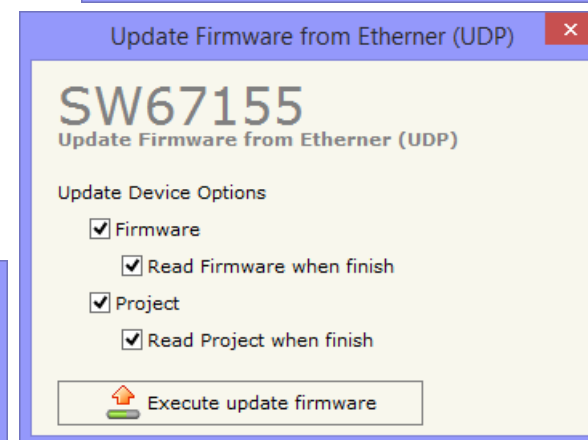 Update Firmware from Etherner (UDP)
SW67155
Update Firmware from Etherner (UDP)
Update Device Options
Firmware
Read Firmware when finish
Project
Read Project when finish
Execute update firmware